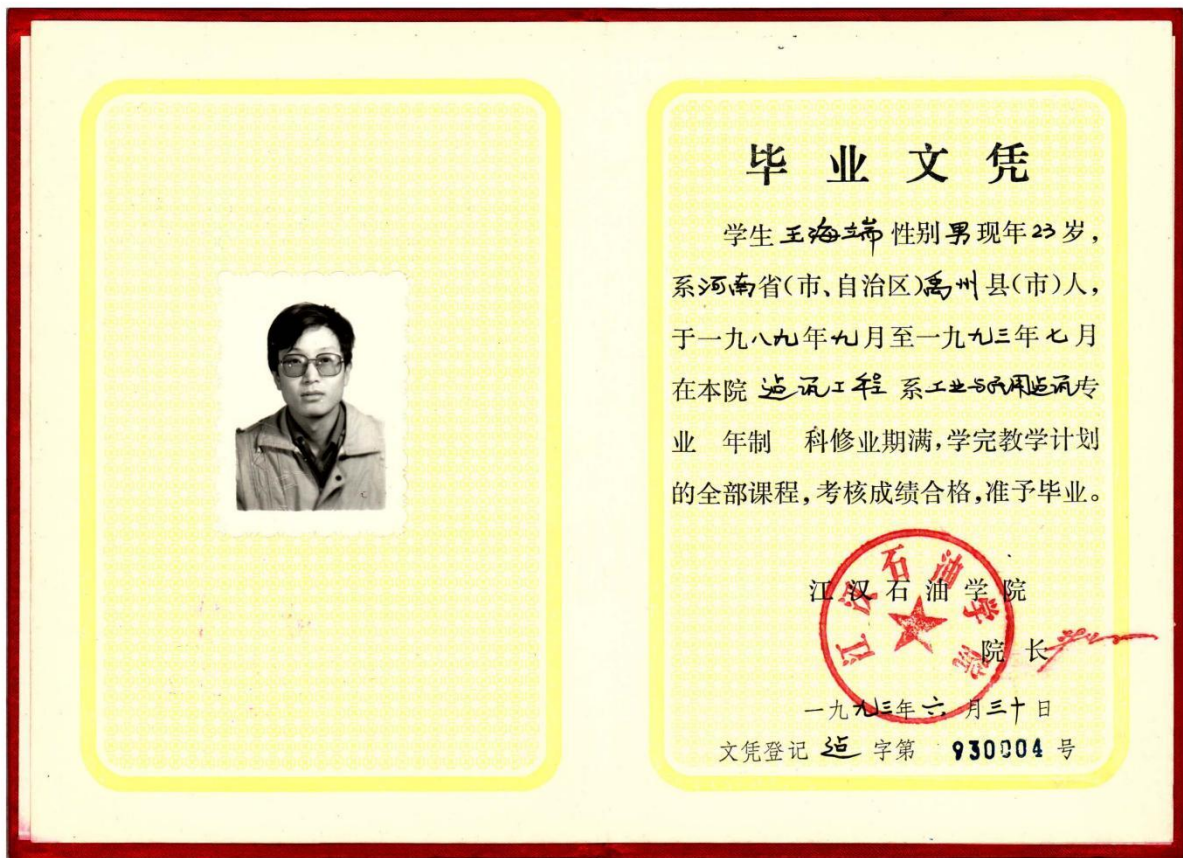 毕业文凭
学生王海端性别男现年23岁,
系河南省(市、自治区)禹州县(市)人,
于一九八九年九月至一九九三年七月
在本院 建筑工程 系工业与民用建筑专
业 年制 科修业期满,学完教学计划
的全部课程,考核成绩合格,准予毕业。
江汉石油学院
江汉石油学院
院长
一九九三年六月三十日
文凭登记 建 字第 930004 号